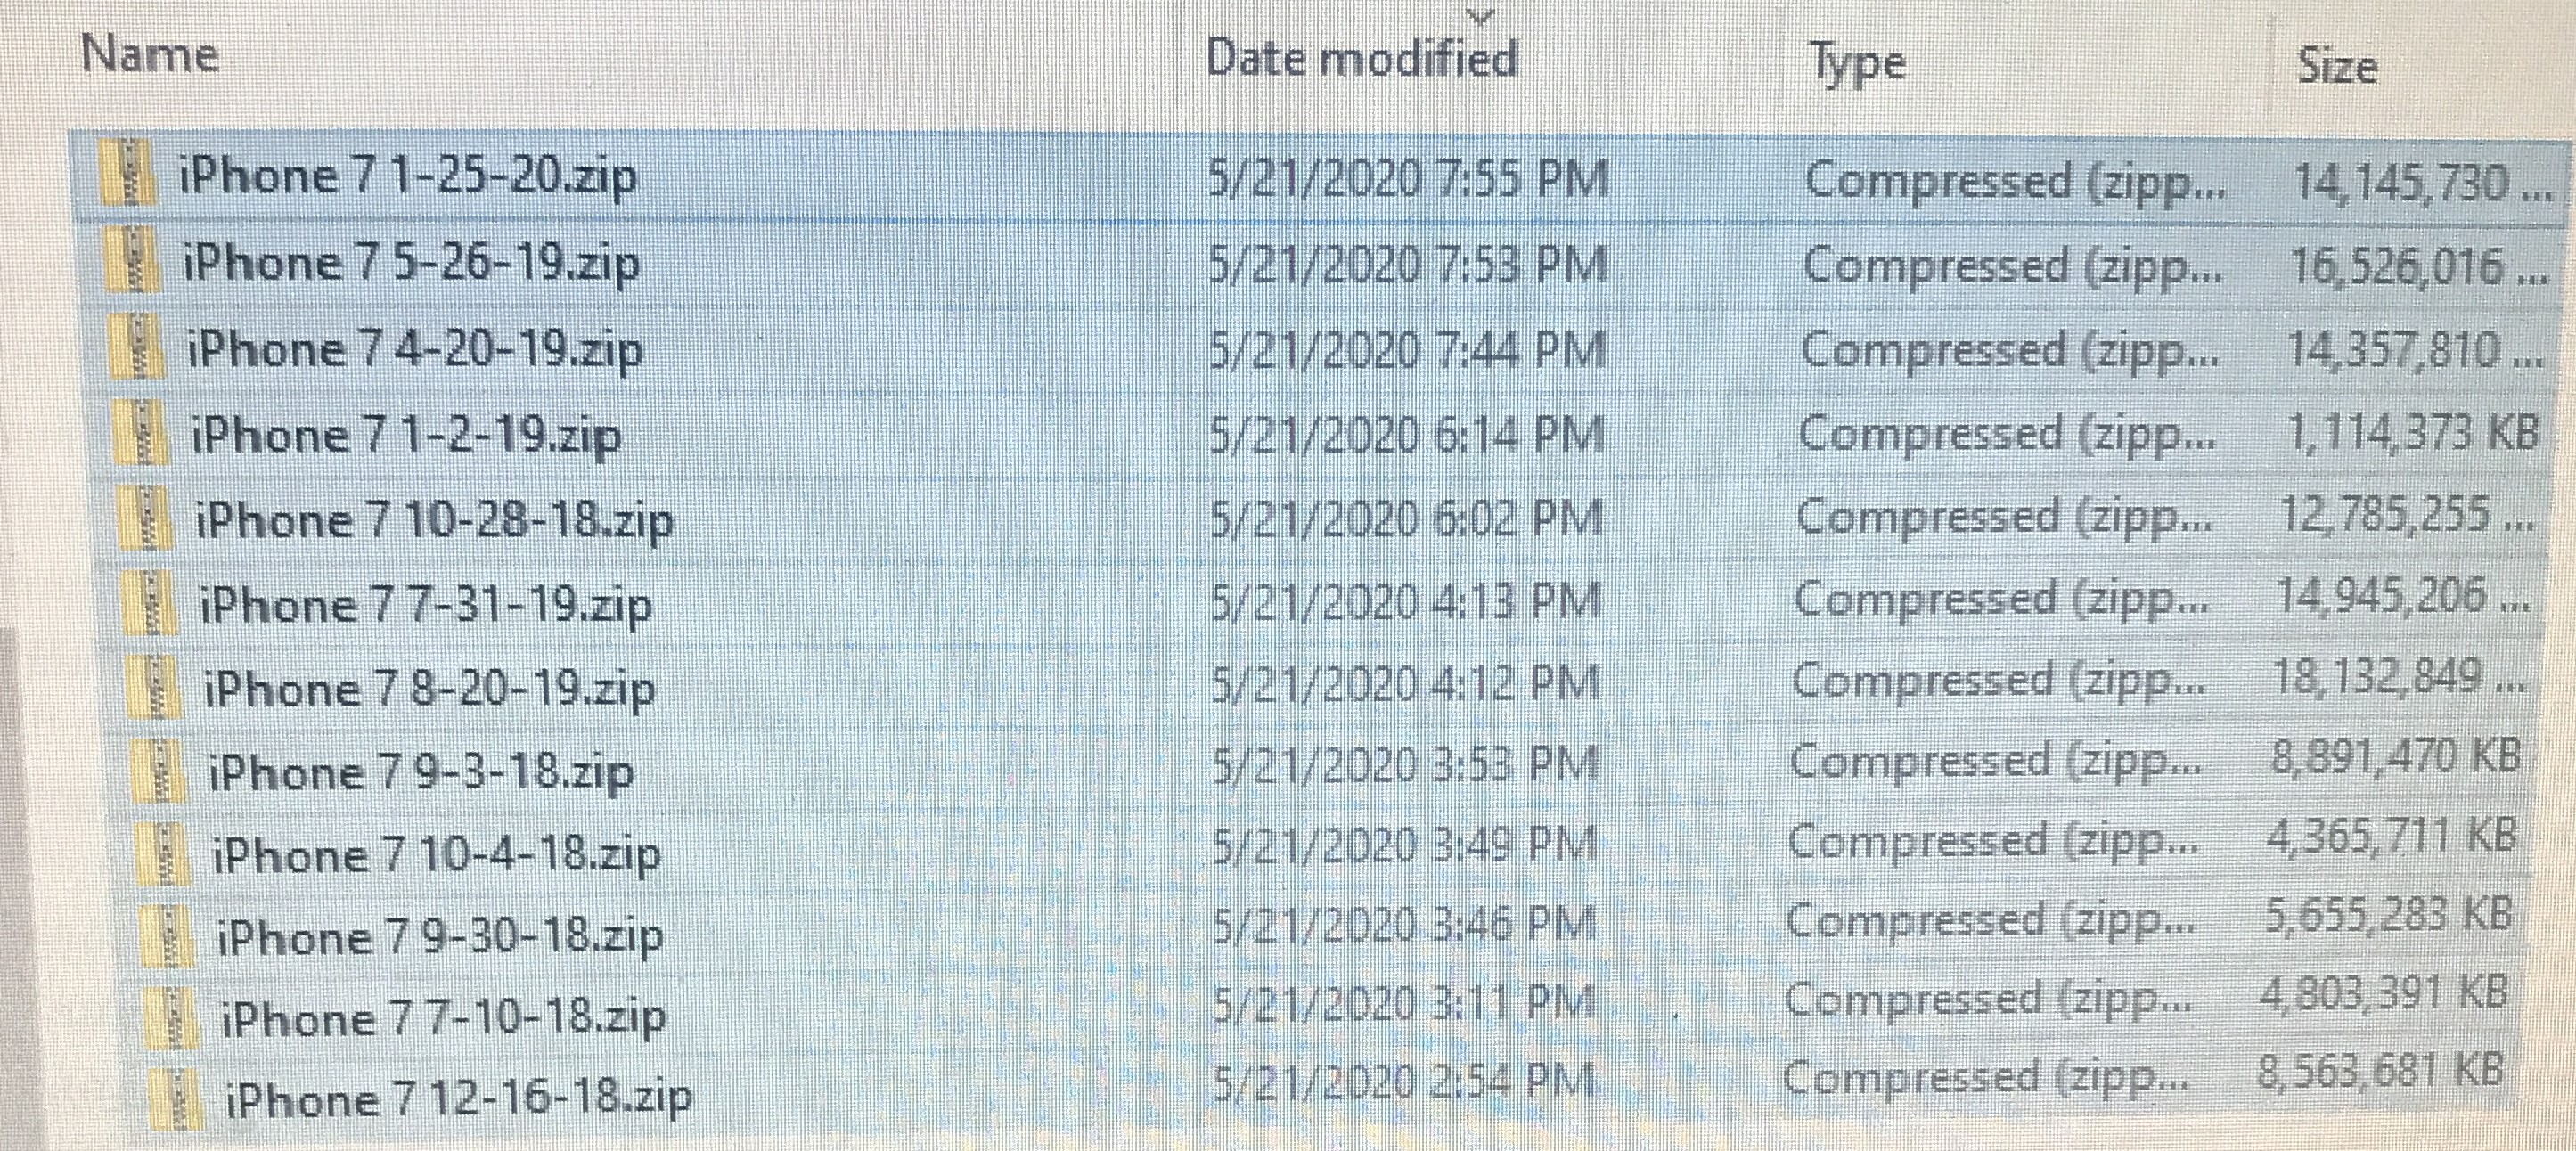 Name Date modified Type Size
iPhone 7 1-25-20.zip 5/21/2020 7:55 PM Compressed (zipp... 14,145,730 ...
iPhone 7 5-26-19.zip 5/21/2020 7:53 PM Compressed (zipp... 16,526,016 ...
iPhone 7 4-20-19.zip 5/21/2020 7:44 PM Compressed (zipp... 14,357,810 ...
iPhone 7 1-2-19.zip 5/21/2020 6:14 PM Compressed (zipp... 1,114,373 KB
iPhone 7 10-28-18.zip 5/21/2020 6:02 PM Compressed (zipp... 12,785,255 ...
iPhone 7 7-31-19.zip 5/21/2020 4:13 PM Compressed (zipp... 14,945,206 ...
iPhone 7 8-20-19.zip 5/21/2020 4:12 PM Compressed (zipp... 18,132,849 ...
iPhone 7 9-3-18.zip 5/21/2020 3:53 PM Compressed (zipp... 8,891,470 KB
iPhone 7 10-4-18.zip 5/21/2020 3:49 PM Compressed (zipp... 4,365,711 KB
iPhone 7 9-30-18.zip 5/21/2020 3:46 PM Compressed (zipp... 5,655,283 KB
iPhone 7 7-10-18.zip 5/21/2020 3:11 PM Compressed (zipp... 4,803,391 KB
iPhone 7 12-16-18.zip 5/21/2020 2:54 PM Compressed (zipp... 8,563,681 KB